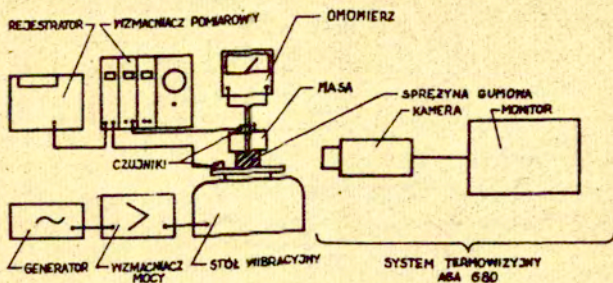 REJESTRATOR
WZMACNIACZ POMIAROWY
OMOMIERZ
MASA
SPRĘŻYNA GUMOWA
KAMERA
MONITOR
CZUJNIKI
GENERATOR
WZMACNIACZ
MOCY
STÓŁ WIBRACYJNY
SYSTEM TERMOWIZYJNY
AGA 680